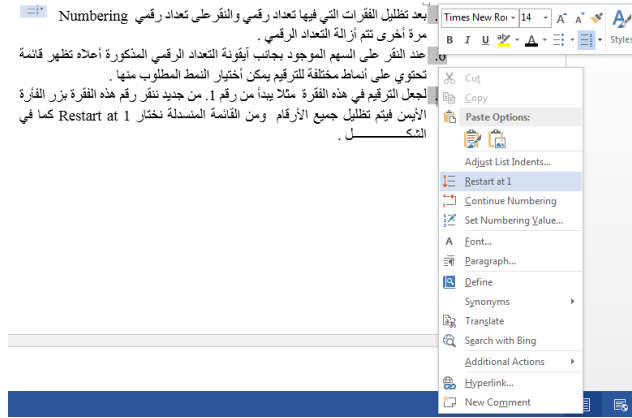 بعد تظليل الفقرات التي فيها تعداد رقمي والنقرعلى تعداد رقمي Numbering
مرة أخرى تتم أزالة التعداد الرقمي .
6. عند النقر على السهم الموجود بجانب أيقونة التعداد الرقمي المذكورة أعلاه تظهر قائمة
تحتوي على أنماط مختلفة للترقيم يمكن أختيار النمط المطلوب منها .
لجعل الترقيم في هذه الفقرة مثلا يبدأ من رقم 1. من جديد ننقر رقم هذه الفقرة بزر الفأرة
الأيمن فيتم تظليل جميع الأرقام ومن القائمة المنسدلة نختار Restart at 1 كما في
الشكـــــــــل .
Times New Roi 14 A A
B I U ab A Styles
Cut
Copy
Paste Options:
Adjust List Indents...
Restart at 1
Continue Numbering
Set Numbering Value...
A Font...
Paragraph...
Define
Synonyms
Translate
Search with Bing
Additional Actions
Hyperlink...
New Comment